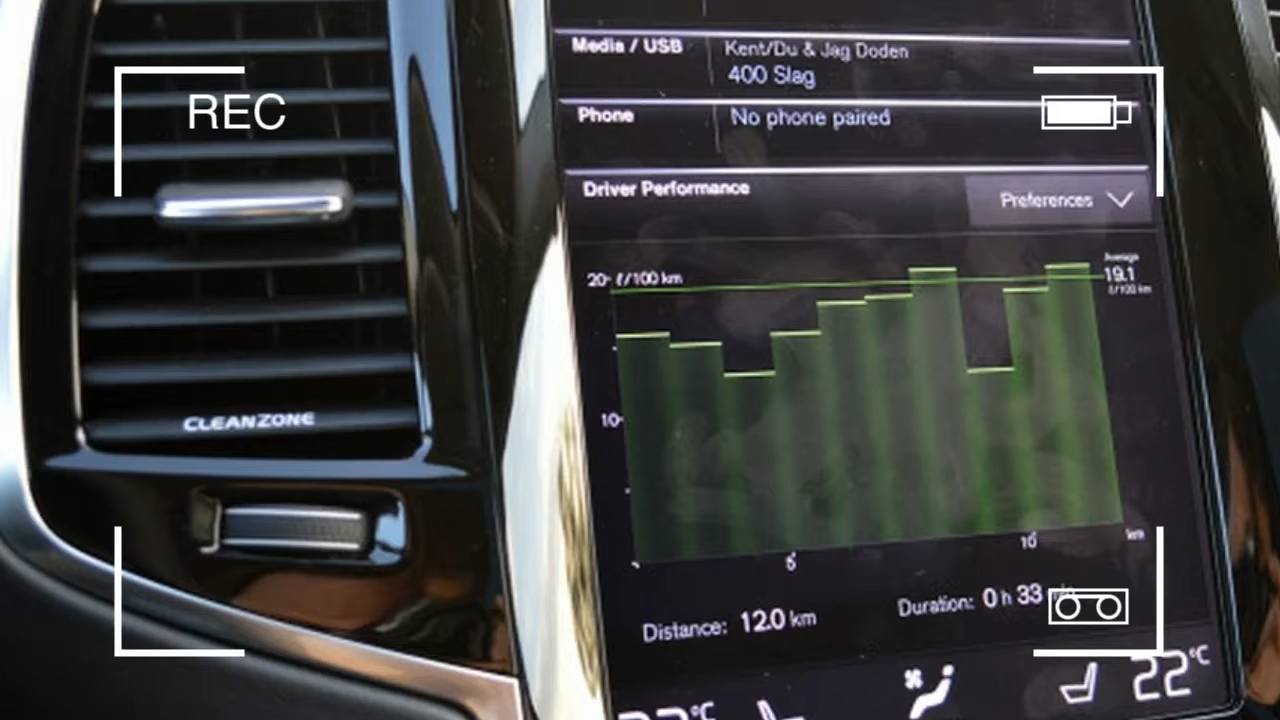 Media / USB
Kent/Du & Jag Doden
400 Slag
REC
Phone
No phone paired
Driver Performance
Preferences
Average
20
ℓ/100 km
19.1
ℓ/100 km
10
CLEANZONE
5
10
km
Distance: 12.0 km
Duration: 0 h 33
22°C
°C